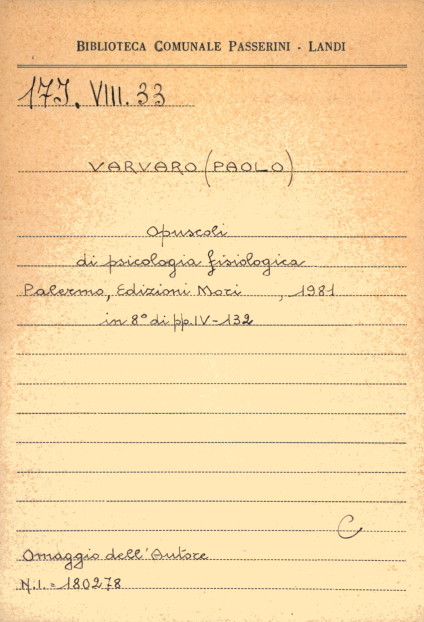 BIBLIOTECA COMUNALE PASSERINI - LANDI
17J. VIII. 33
VARVARO (PAOLO)
Opuscoli
di psicologia fisiologica
Palermo, Edizioni Mori , 1981
in 8° di pp. IV-132
C
Omaggio dell'Autore
N.I.= 180278